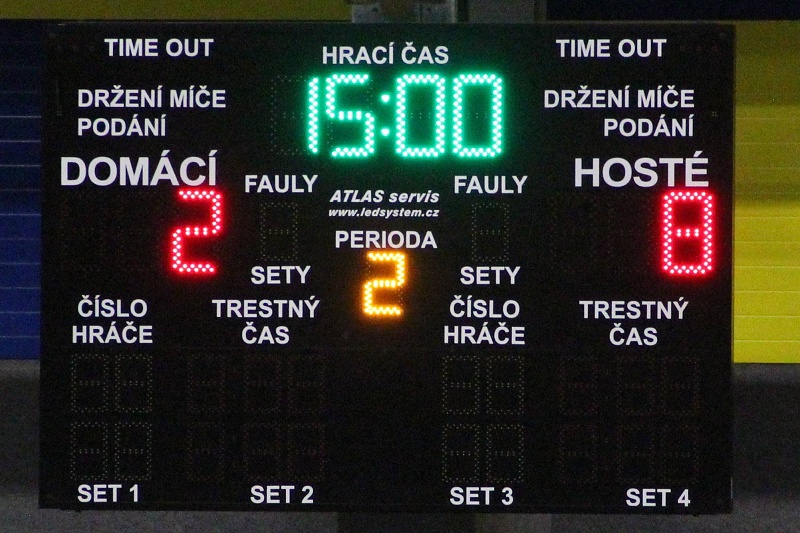 TIME OUT
HRACÍ ČAS
TIME OUT
15:00
DRŽENÍ MÍČE
PODÁNÍ
DRŽENÍ MÍČE
PODÁNÍ
DOMÁCÍ
HOSTÉ
FAULY
ATLAS servis
www.ledsystem.cz
FAULY
2
8
PERIODA
2
SETY
SETY
ČÍSLO
HRÁČE
TRESTNÝ
ČAS
ČÍSLO
HRÁČE
TRESTNÝ
ČAS
SET 1
SET 2
SET 3
SET 4